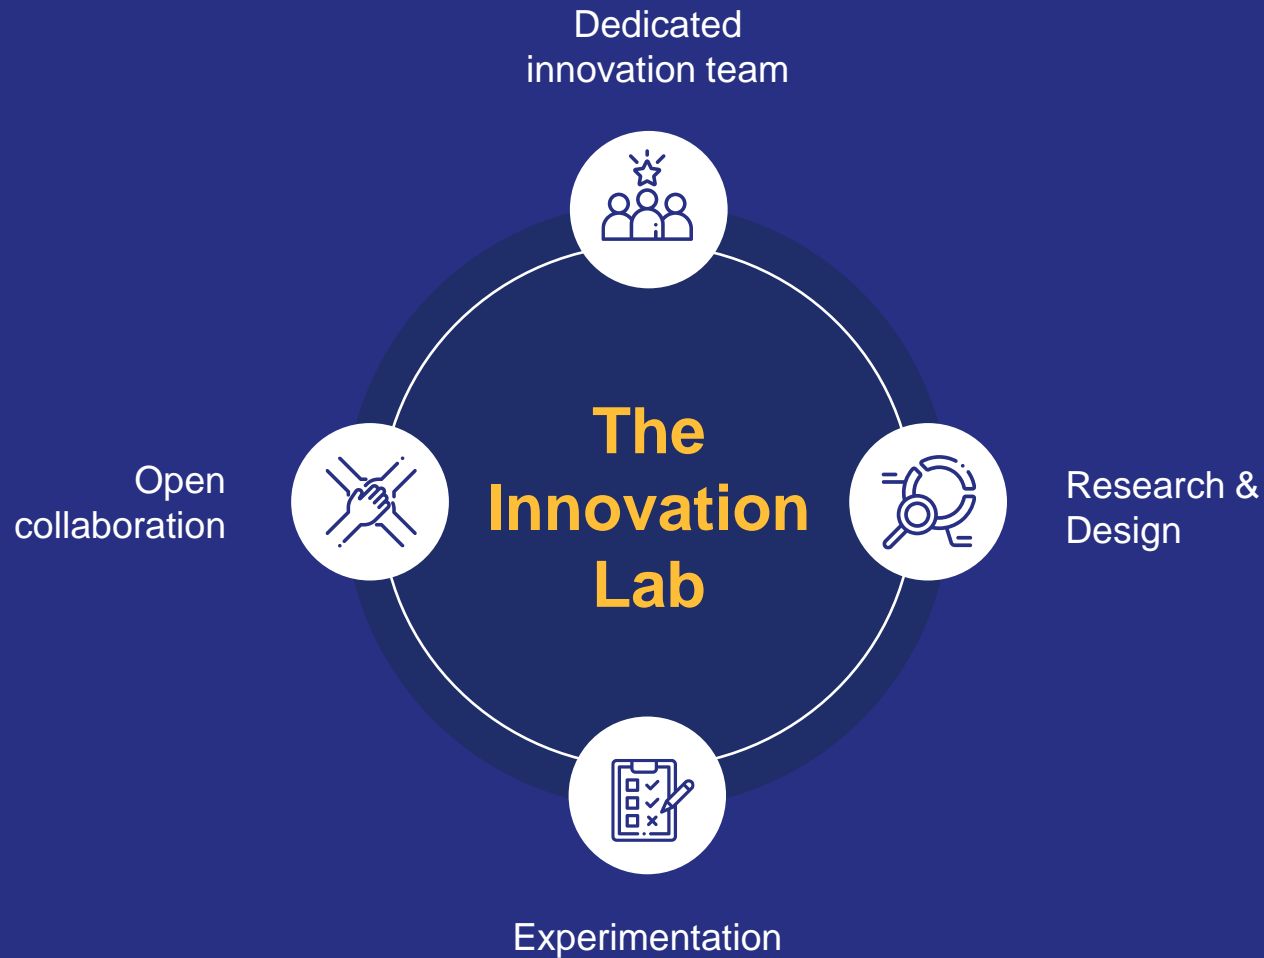 Dedicated
innovation team
The
Innovation
Lab
Open
collaboration
Research &
Design
Experimentation